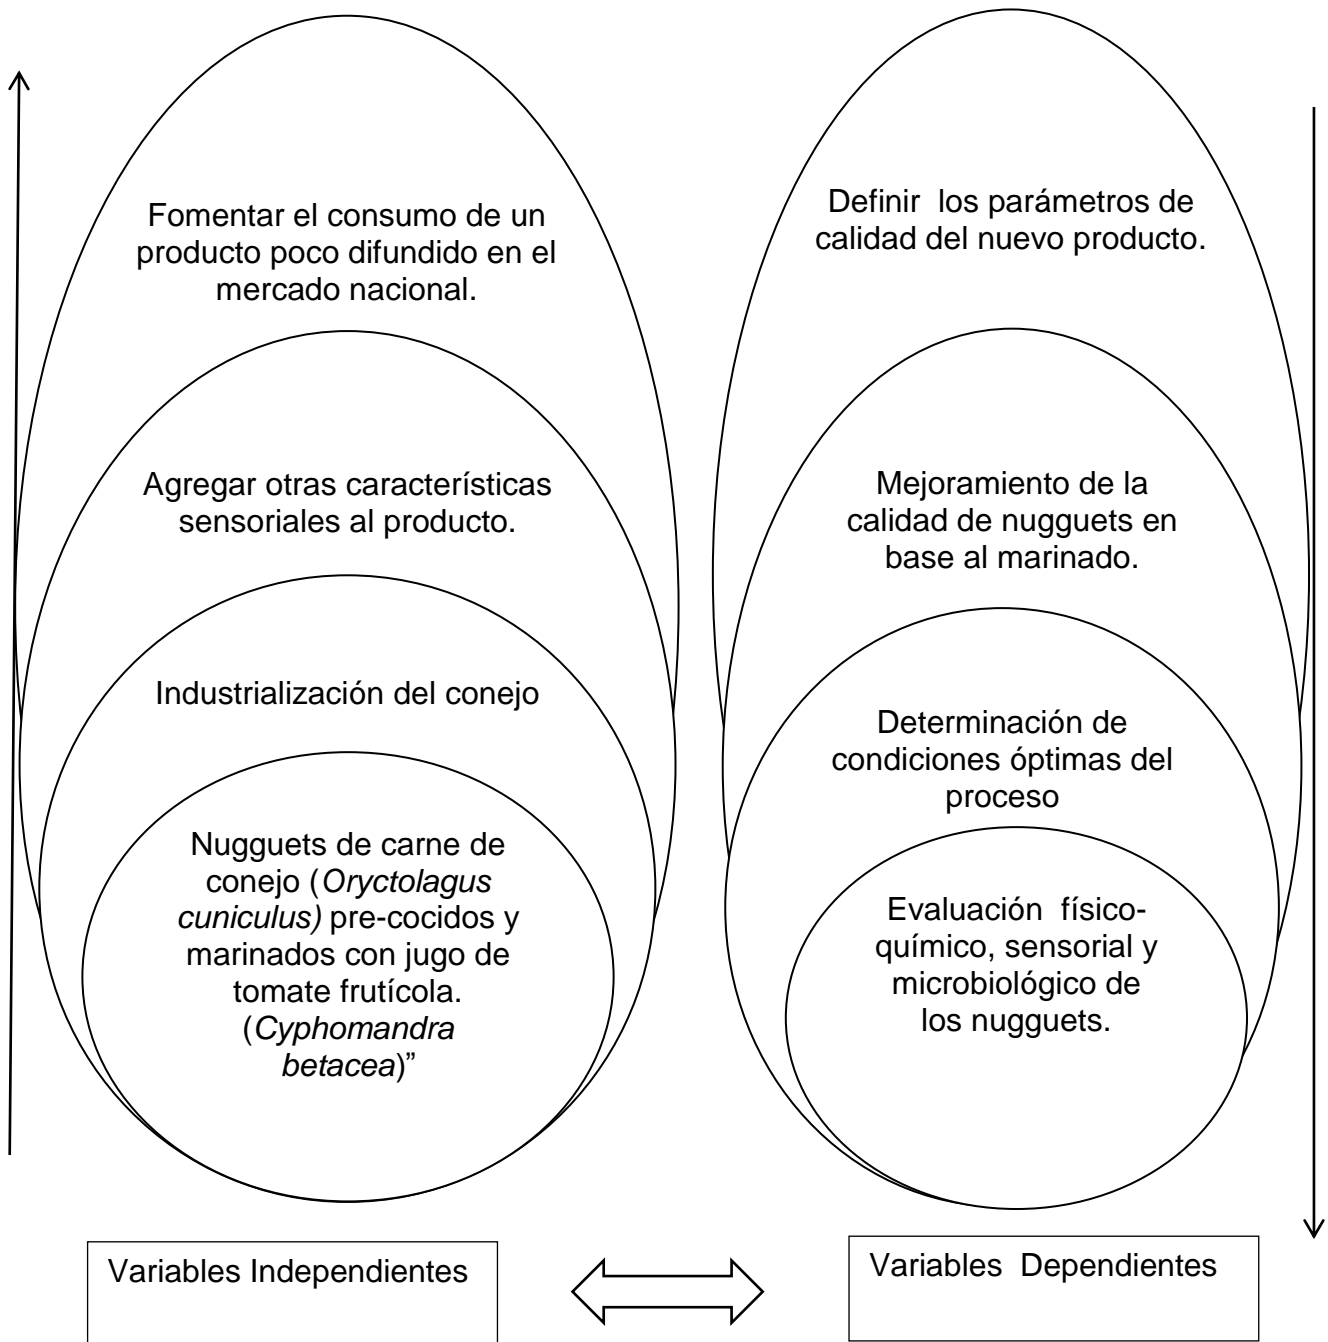 Fomentar el consumo de un
producto poco difundido en el
mercado nacional.
Agregar otras características
sensoriales al producto.
Industrialización del conejo
Nugguets de carne de
conejo (Oryctolagus
cuniculus) pre-cocidos y
marinados con jugo de
tomate frutícola.
(Cyphomandra
betacea)”
Variables Independientes
Definir los parámetros de
calidad del nuevo producto.
Mejoramiento de la
calidad de nugguets en
base al marinado.
Determinación de
condiciones óptimas del
proceso
Evaluación físico-
químico, sensorial y
microbiológico de
los nugguets.
Variables Dependientes